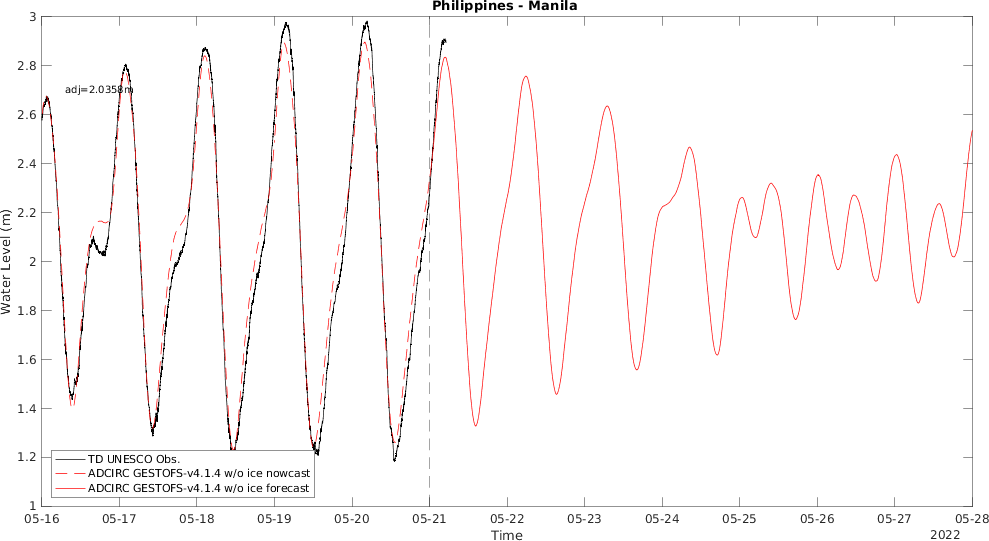 Philippines - Manila
3
2.8
2.6
2.4
2.2
2
1.8
1.6
1.4
1.2
1
Water Level (m)
adj=2.0358m
TD UNESCO Obs.
ADCIRC GESTOFS-v4.1.4 w/o ice nowcast
ADCIRC GESTOFS-v4.1.4 w/o ice forecast
05-16 05-17 05-18 05-19 05-20 05-21 05-22 05-23 05-24 05-25 05-26 05-27 05-28
Time
2022